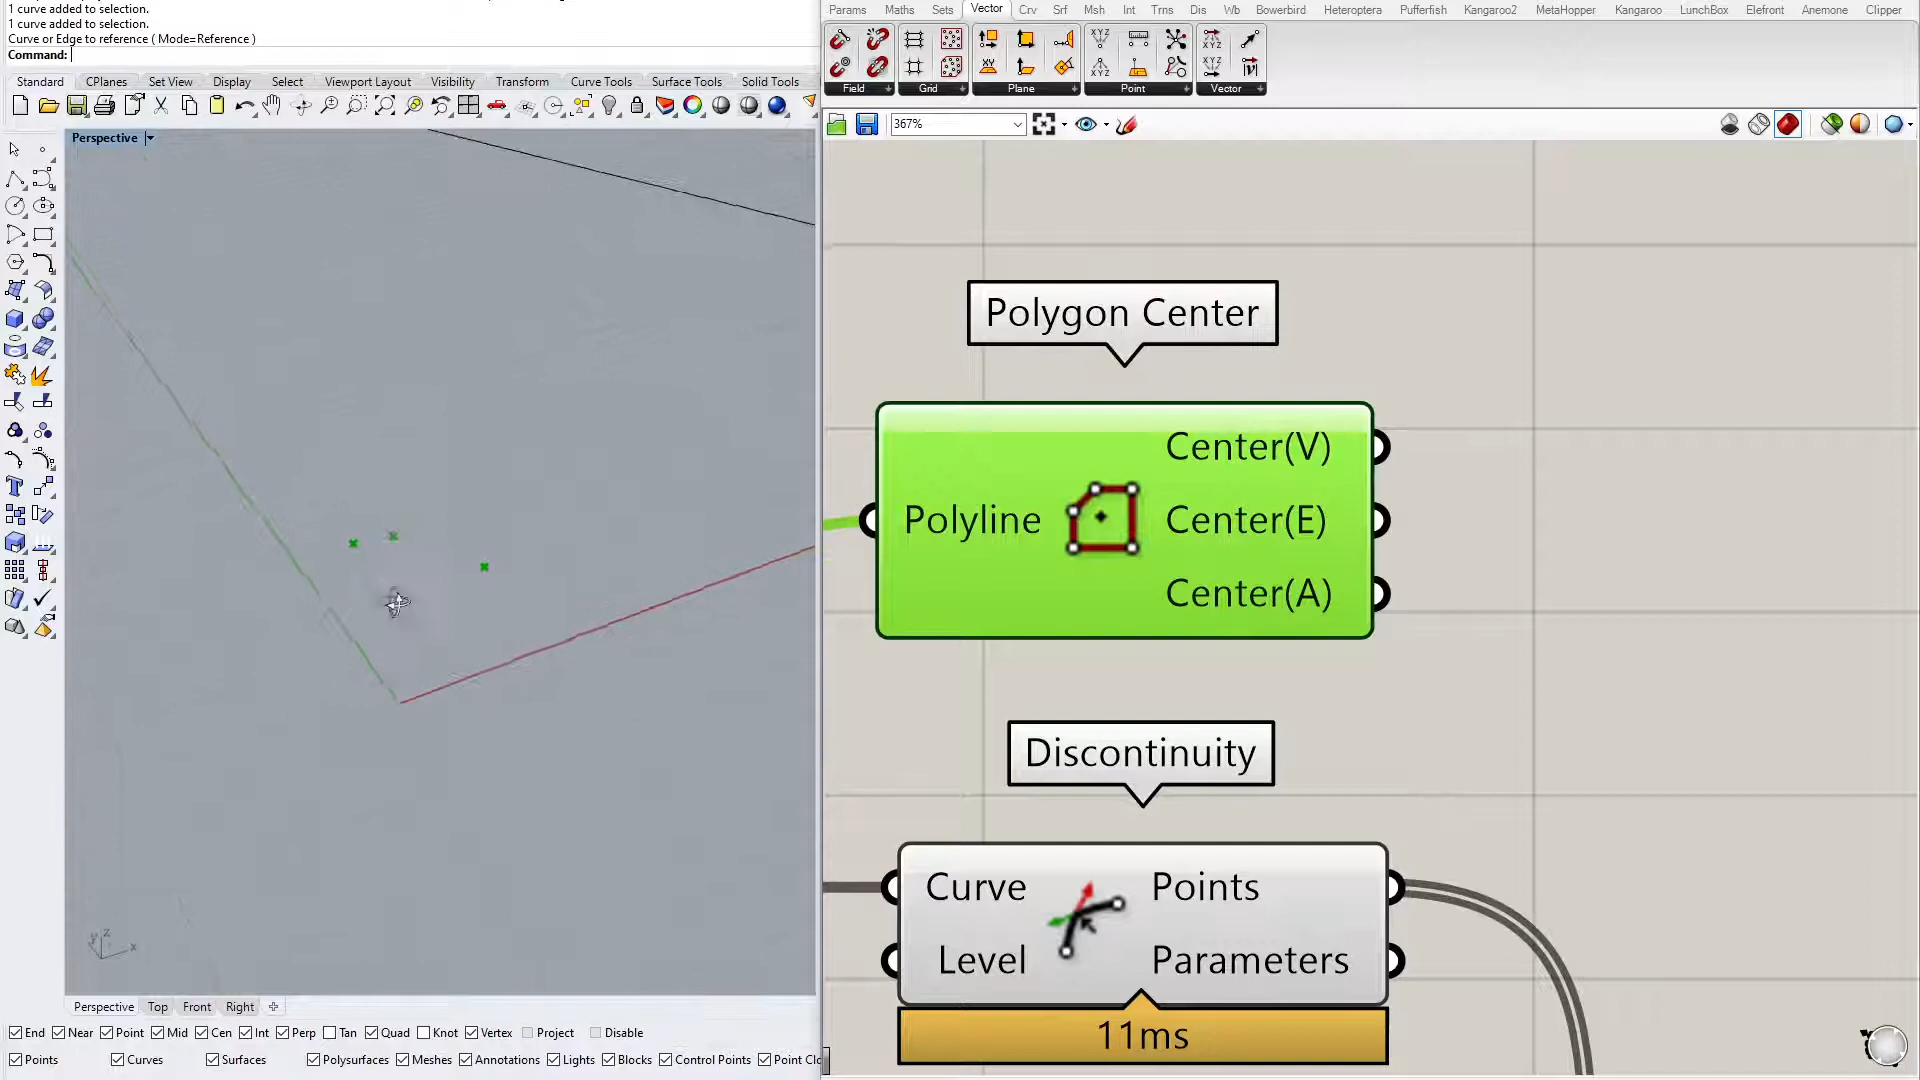 1 curve added to selection.
1 curve added to selection.
Curve or Edge to reference ( Mode=Reference )
Command:
Standard CPlanes Set View Display Select Viewport Layout Visibility Transform Curve Tools Surface Tools Solid Tools
Perspective
z
y
x
Perspective Top Front Right
End Near Point Mid Cen Int Perp Tan Quad Knot Vertex Project Disable
Points Curves Surfaces Polysurfaces Meshes Annotations Lights Blocks Control Points Point Clo
Params Maths Sets Vector Crv Srf Msh Int Trns Dis Wb Bowerbird Heteroptera Pufferfish Kangaroo2 MetaHopper Kangaroo LunchBox Elefront Anemone Clipper
Field Grid Plane Point Vector
367%
Polygon Center
Center(V)
Polyline Center(E)
Center(A)
Discontinuity
Curve Points
Level Parameters
11ms